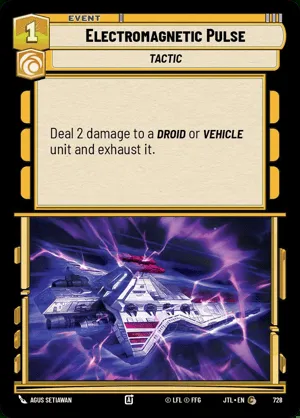 EVENT
1
ELECTROMAGNETIC PULSE
TACTIC
Deal 2 damage to a DROID or VEHICLE
unit and exhaust it.
AGUS SETIAWAN
© LFL © FFG
JTL • EN
C
728